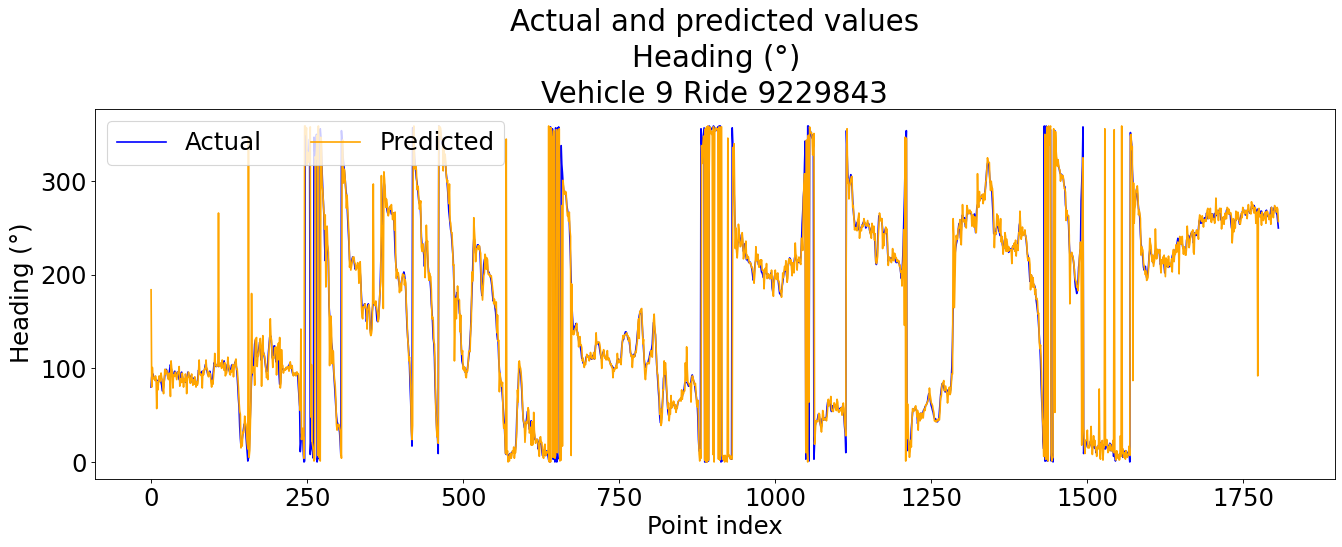 Actual and predicted values
Heading (°)
Vehicle 9 Ride 9229843
Actual
Predicted
Heading (°)
300
200
100
0
0
250
500
750
1000
1250
1500
1750
Point index